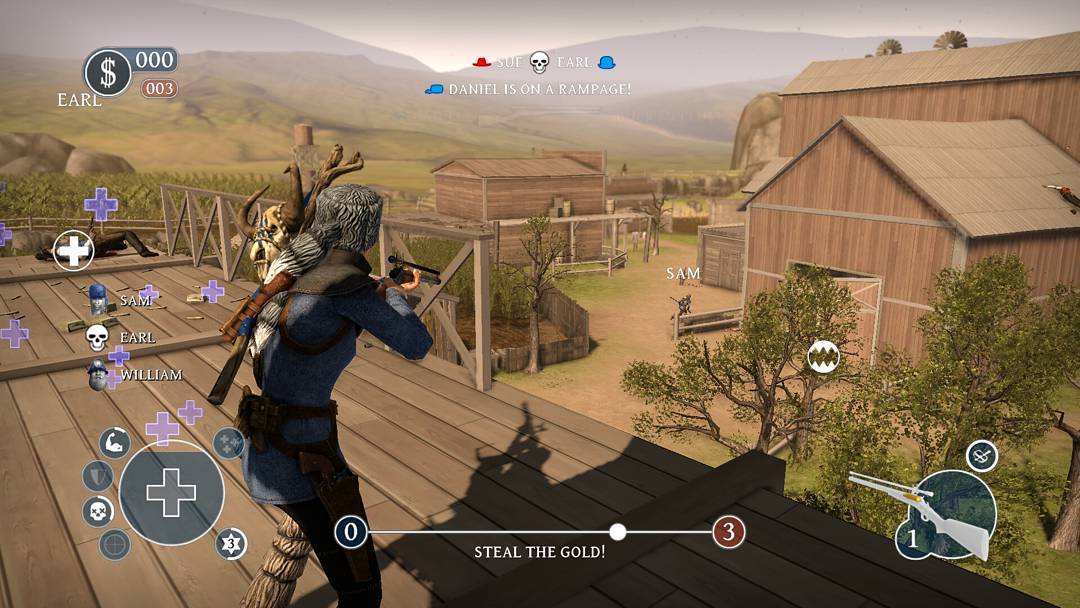 000
003
EARL
SUE EARL
DANIEL IS ON A RAMPAGE!
SAM
SAM
EARL
WILLIAM
3
0 3
STEAL THE GOLD!
1